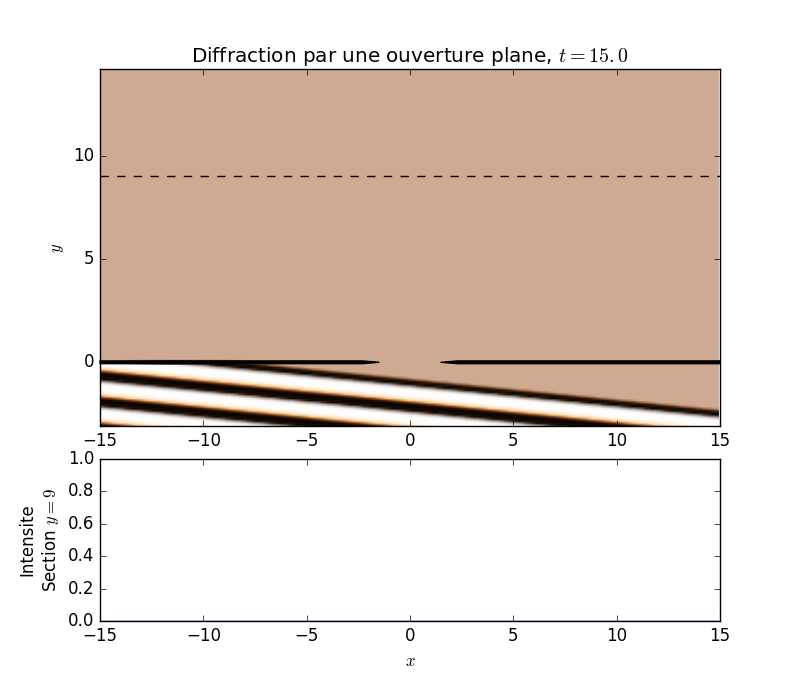 Diffraction par une ouverture plane, t = 15.0
10
5
0
y
−15 −10 −5 0 5 10 15
1.0
0.8
0.6
0.4
0.2
0.0
Intensite
Section y = 9
−15 −10 −5 0 5 10 15
x